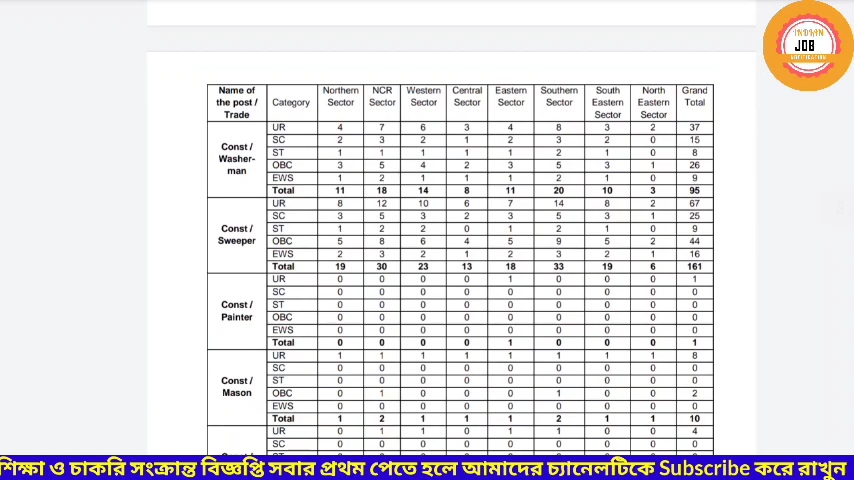 INDIAN
JOB
NOTIFICATION
Name of the post / Trade Category Northern Sector NCR Sector Western Sector Central Sector Eastern Sector Southern Sector South Eastern Sector North Eastern Sector Grand Total
Const / Washer-man
UR 4 7 6 3 4 8 3 2 37
SC 2 3 2 1 2 3 2 0 15
ST 1 1 1 1 1 2 1 0 8
OBC 3 5 4 2 3 5 3 1 26
EWS 1 2 1 1 1 2 1 0 9
Total 11 18 14 8 11 20 10 3 95
Const / Sweeper
UR 8 12 10 6 7 14 8 2 67
SC 3 5 3 2 3 5 3 1 25
ST 1 2 2 0 1 2 1 0 9
OBC 5 8 6 4 5 9 5 2 44
EWS 2 3 2 1 2 3 2 1 16
Total 19 30 23 13 18 33 19 6 161
Const / Painter
UR 0 0 0 0 1 0 0 0 1
SC 0 0 0 0 0 0 0 0 0
ST 0 0 0 0 0 0 0 0 0
OBC 0 0 0 0 0 0 0 0 0
EWS 0 0 0 0 0 0 0 0 0
Total 0 0 0 0 1 0 0 0 1
Const / Mason
UR 1 1 1 1 1 1 1 1 8
SC 0 0 0 0 0 0 0 0 0
ST 0 0 0 0 0 0 0 0 0
OBC 0 1 0 0 0 1 0 0 2
EWS 0 0 0 0 0 0 0 0 0
Total 1 2 1 1 1 2 1 1 10
UR 0 1 1 0 1 1 0 0 4
SC 0 0 0 0 0 0 0 0 0
শিক্ষা ও চাকরি সংক্রান্ত বিজ্ঞপ্তি সবার প্রথম পেতে হলে আমাদের চ্যানেলটিকে Subscribe করে রাখুন